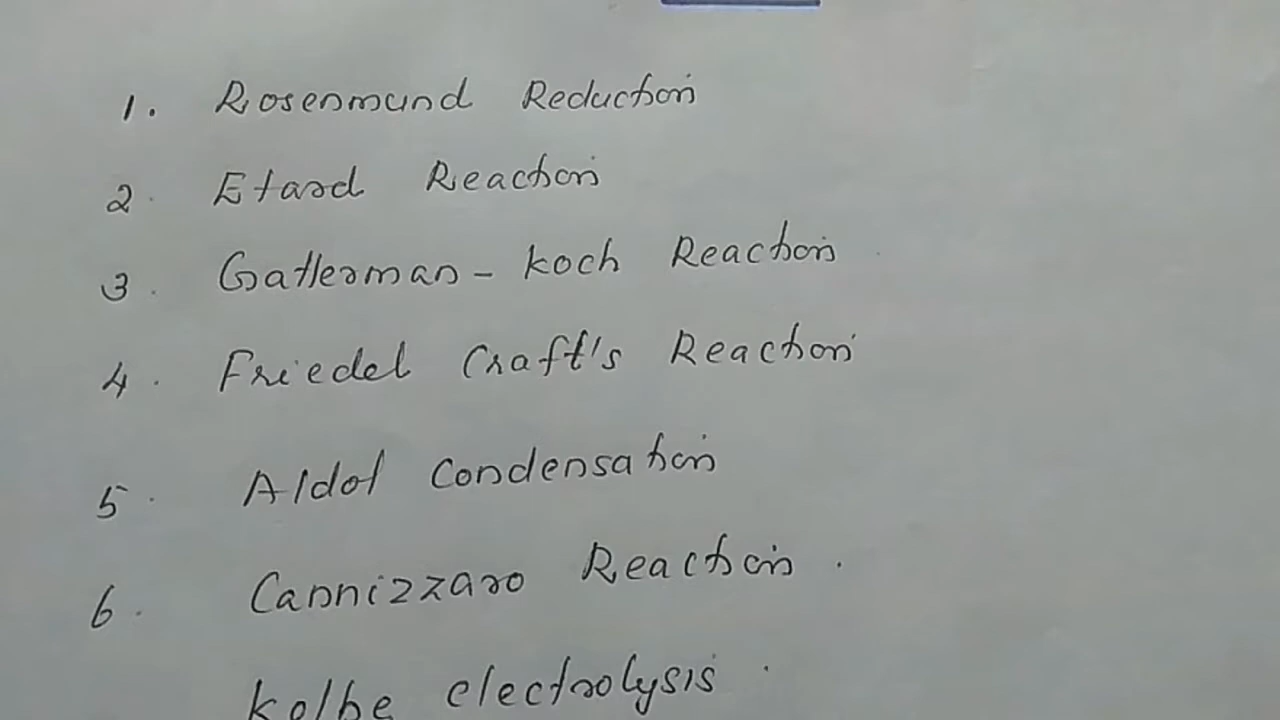 1. Rosenmund Reduction
2. Etard Reaction
3. Gatterman - Koch Reaction
4. Friedel Craft's Reaction
5. Aldol Condensation
6. Cannizzaro Reaction.
Kolbe electrolysis.